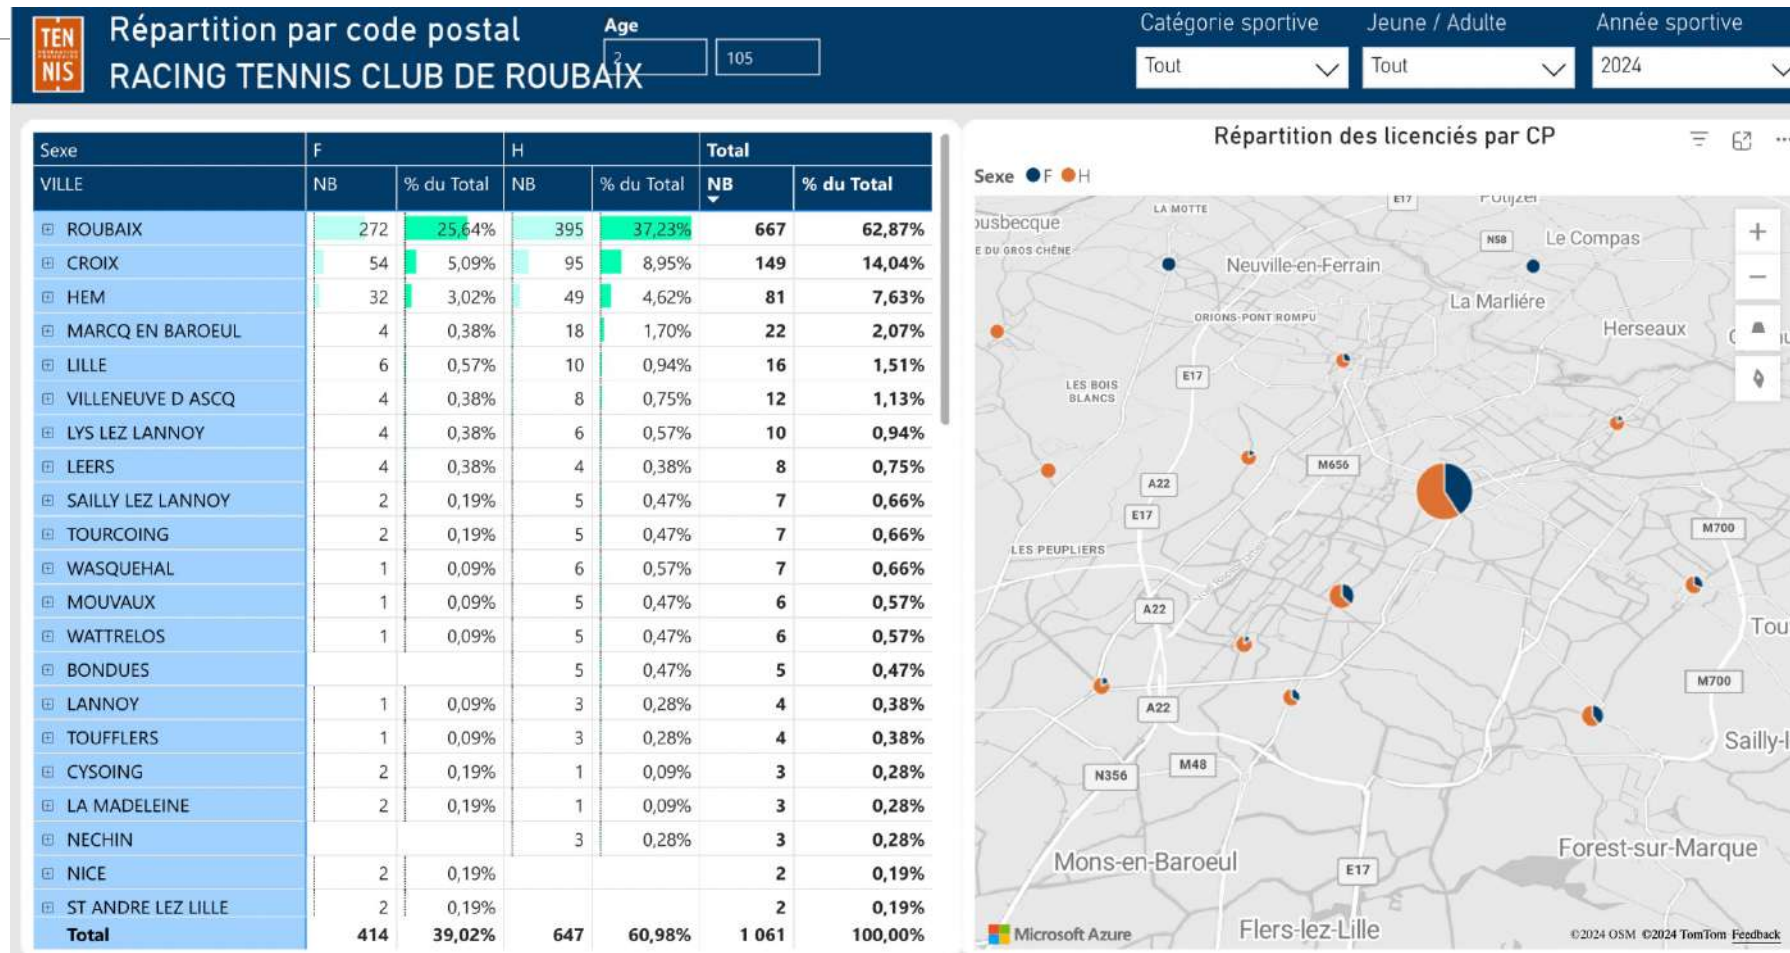 TEN
NIS
Répartition par code postal
RACING TENNIS CLUB DE ROUBAIX
Age
2
105
Catégorie sportive
Tout
Jeune / Adulte
Tout
Année sportive
2024
Sexe F H Total
VILLE NB % du Total NB % du Total NB % du Total
ROUBAIX 272 25,64% 395 37,23% 667 62,87%
CROIX 54 5,09% 95 8,95% 149 14,04%
HEM 32 3,02% 49 4,62% 81 7,63%
MARCQ EN BAROEUL 4 0,38% 18 1,70% 22 2,07%
LILLE 6 0,57% 10 0,94% 16 1,51%
VILLENEUVE D ASCQ 4 0,38% 8 0,75% 12 1,13%
LYS LEZ LANNOY 4 0,38% 6 0,57% 10 0,94%
LEERS 4 0,38% 4 0,38% 8 0,75%
SAILLY LEZ LANNOY 2 0,19% 5 0,47% 7 0,66%
TOURCOING 2 0,19% 5 0,47% 7 0,66%
WASQUEHAL 1 0,09% 6 0,57% 7 0,66%
MOUVAUX 1 0,09% 5 0,47% 6 0,57%
WATTRELOS 1 0,09% 5 0,47% 6 0,57%
BONDUES 5 0,47% 5 0,47%
LANNOY 1 0,09% 3 0,28% 4 0,38%
TOUFFLERS 1 0,09% 3 0,28% 4 0,38%
CYSOING 2 0,19% 1 0,09% 3 0,28%
LA MADELEINE 2 0,19% 1 0,09% 3 0,28%
NECHIN 3 0,28% 3 0,28%
NICE 2 0,19% 2 0,19%
ST ANDRE LEZ LILLE 2 0,19% 2 0,19%
Total 414 39,02% 647 60,98% 1 061 100,00%
Répartition des licenciés par CP
Sexe F H
E17
LA MOTTE
ousbecque
N58
Le Compas
E DU GROS CHÊNE
Neuville-en-Ferrain
La Marliére
ORIONS-PONT ROMPU
Herseaux
E17
LES BOIS
BLANCS
M656
A22
E17
M700
LES PEUPLIERS
A22
Tou
M700
A22
Sailly-l
M48
N356
Forest-sur-Marque
Mons-en-Baroeul
E17
Flers-lez-Lille
Microsoft Azure
©2024 OSM ©2024 TomTom Feedback